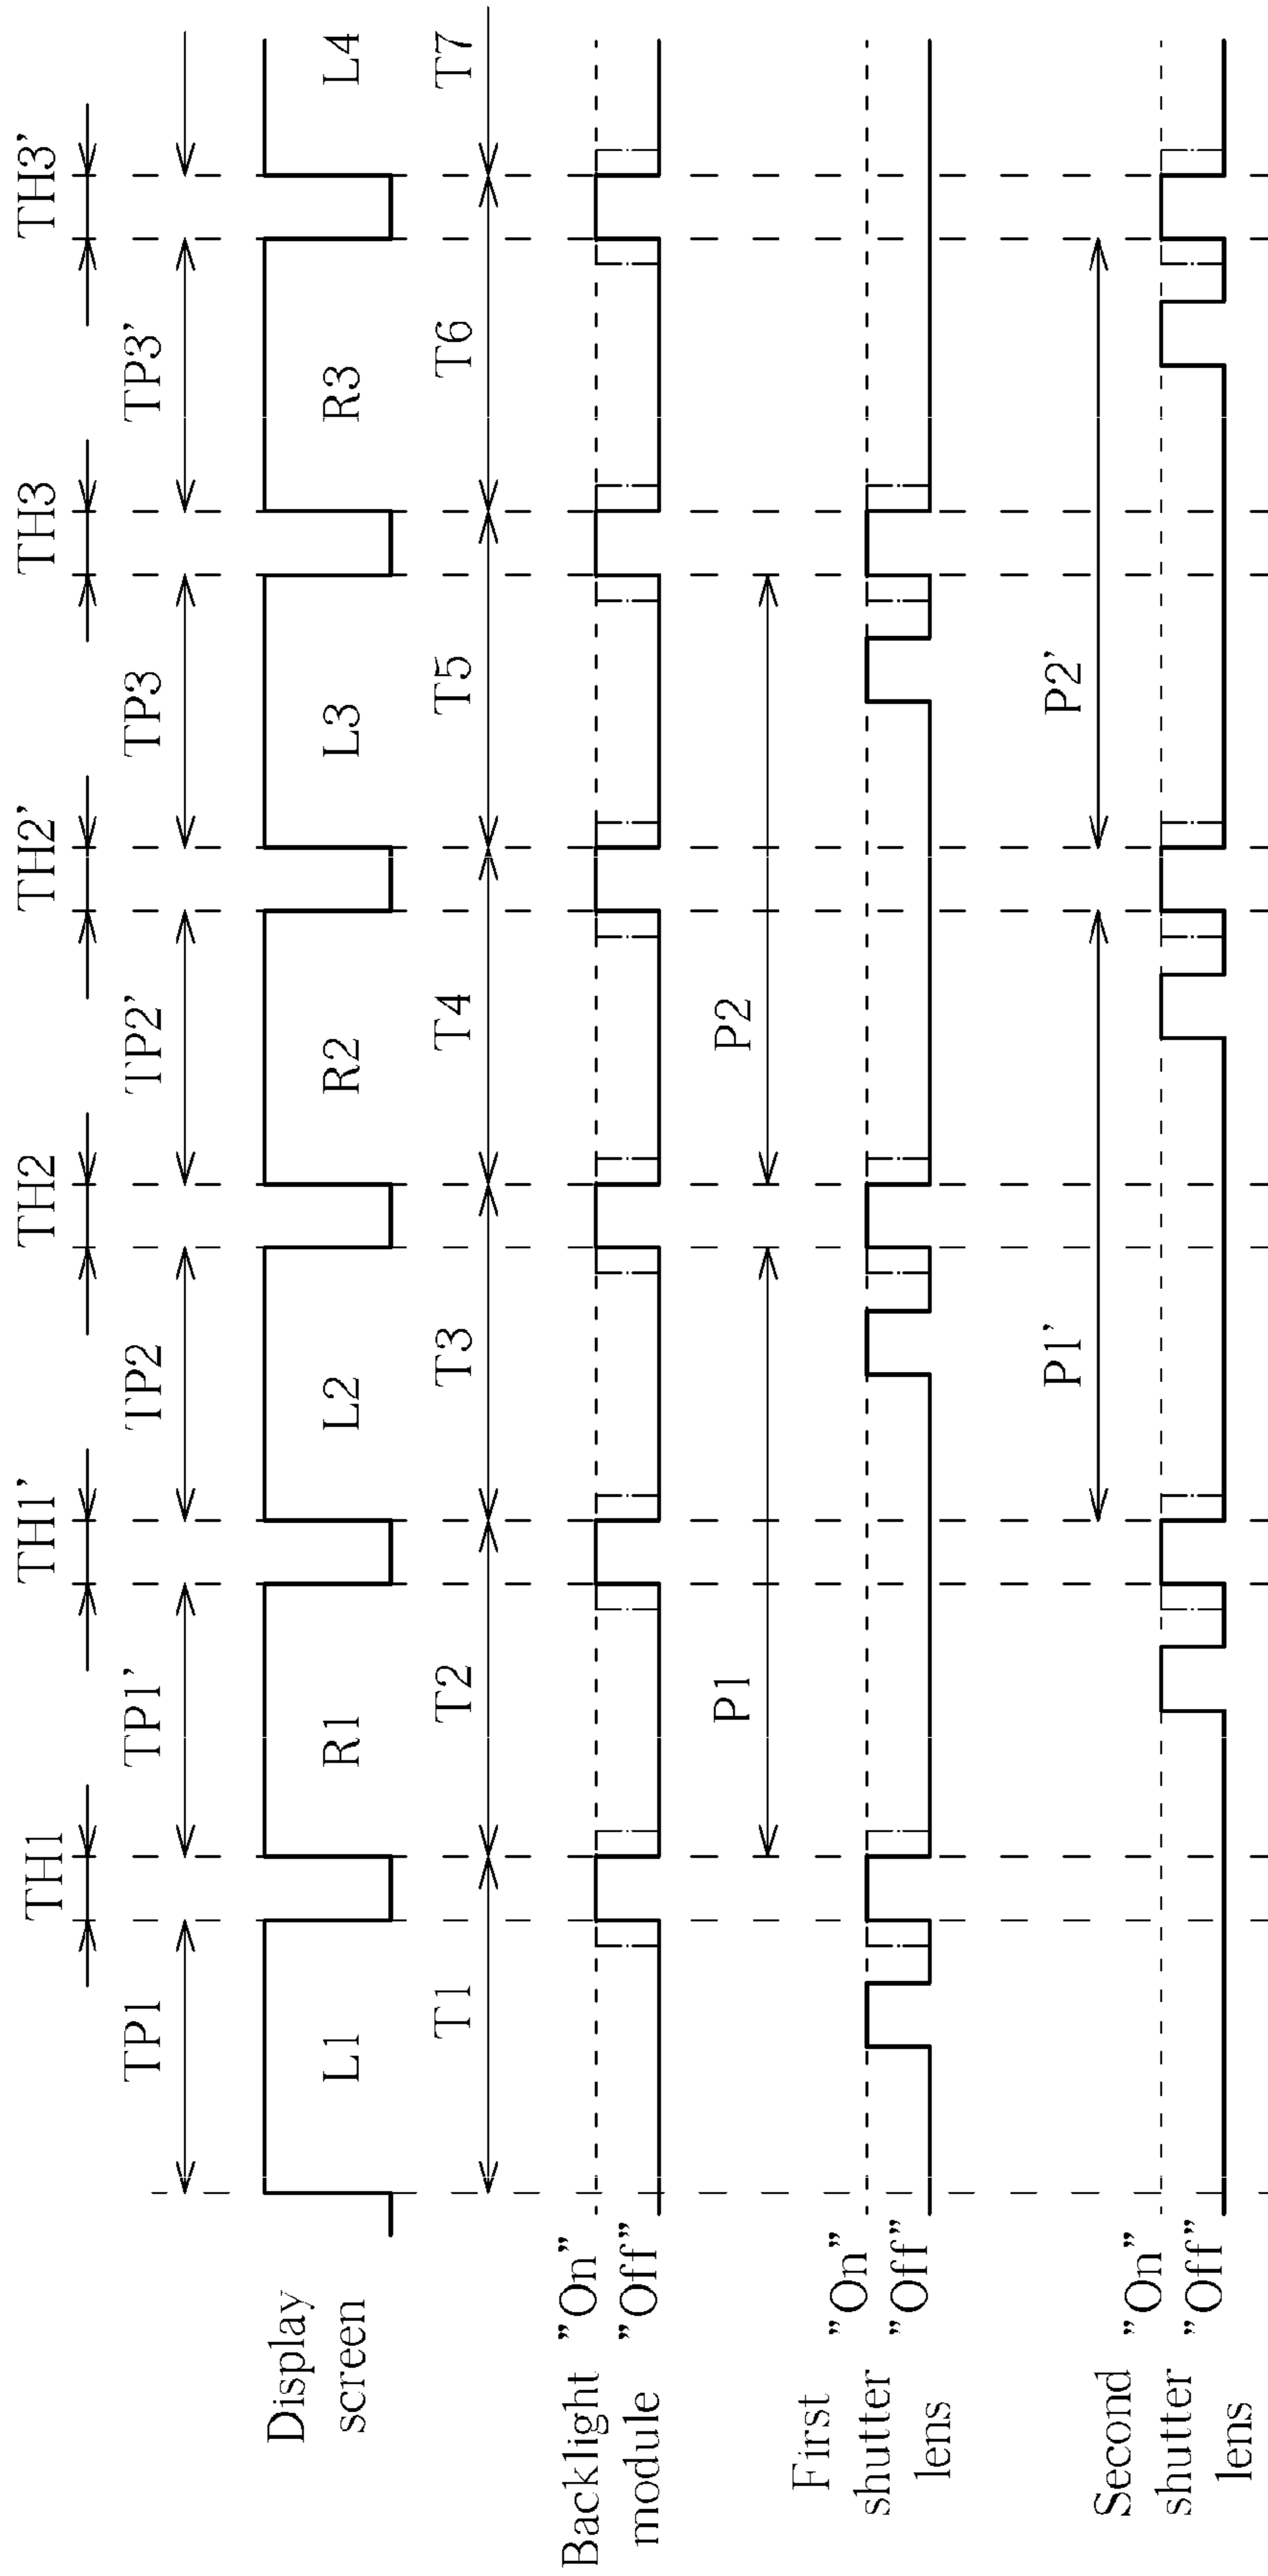 TH1 TH1' TH2 TH2' TH3 TH3'
TP1 TP1' TP2 TP2' TP3 TP3'
Display
screen
L1 R1 L2 R2 L3 R3 L4
T1 T2 T3 T4 T5 T6 T7
Backlight "On"
module "Off"
P1 P2
First
shutter "On"
lens "Off"
P1' P2'
Second "On"
shutter "Off"
lens